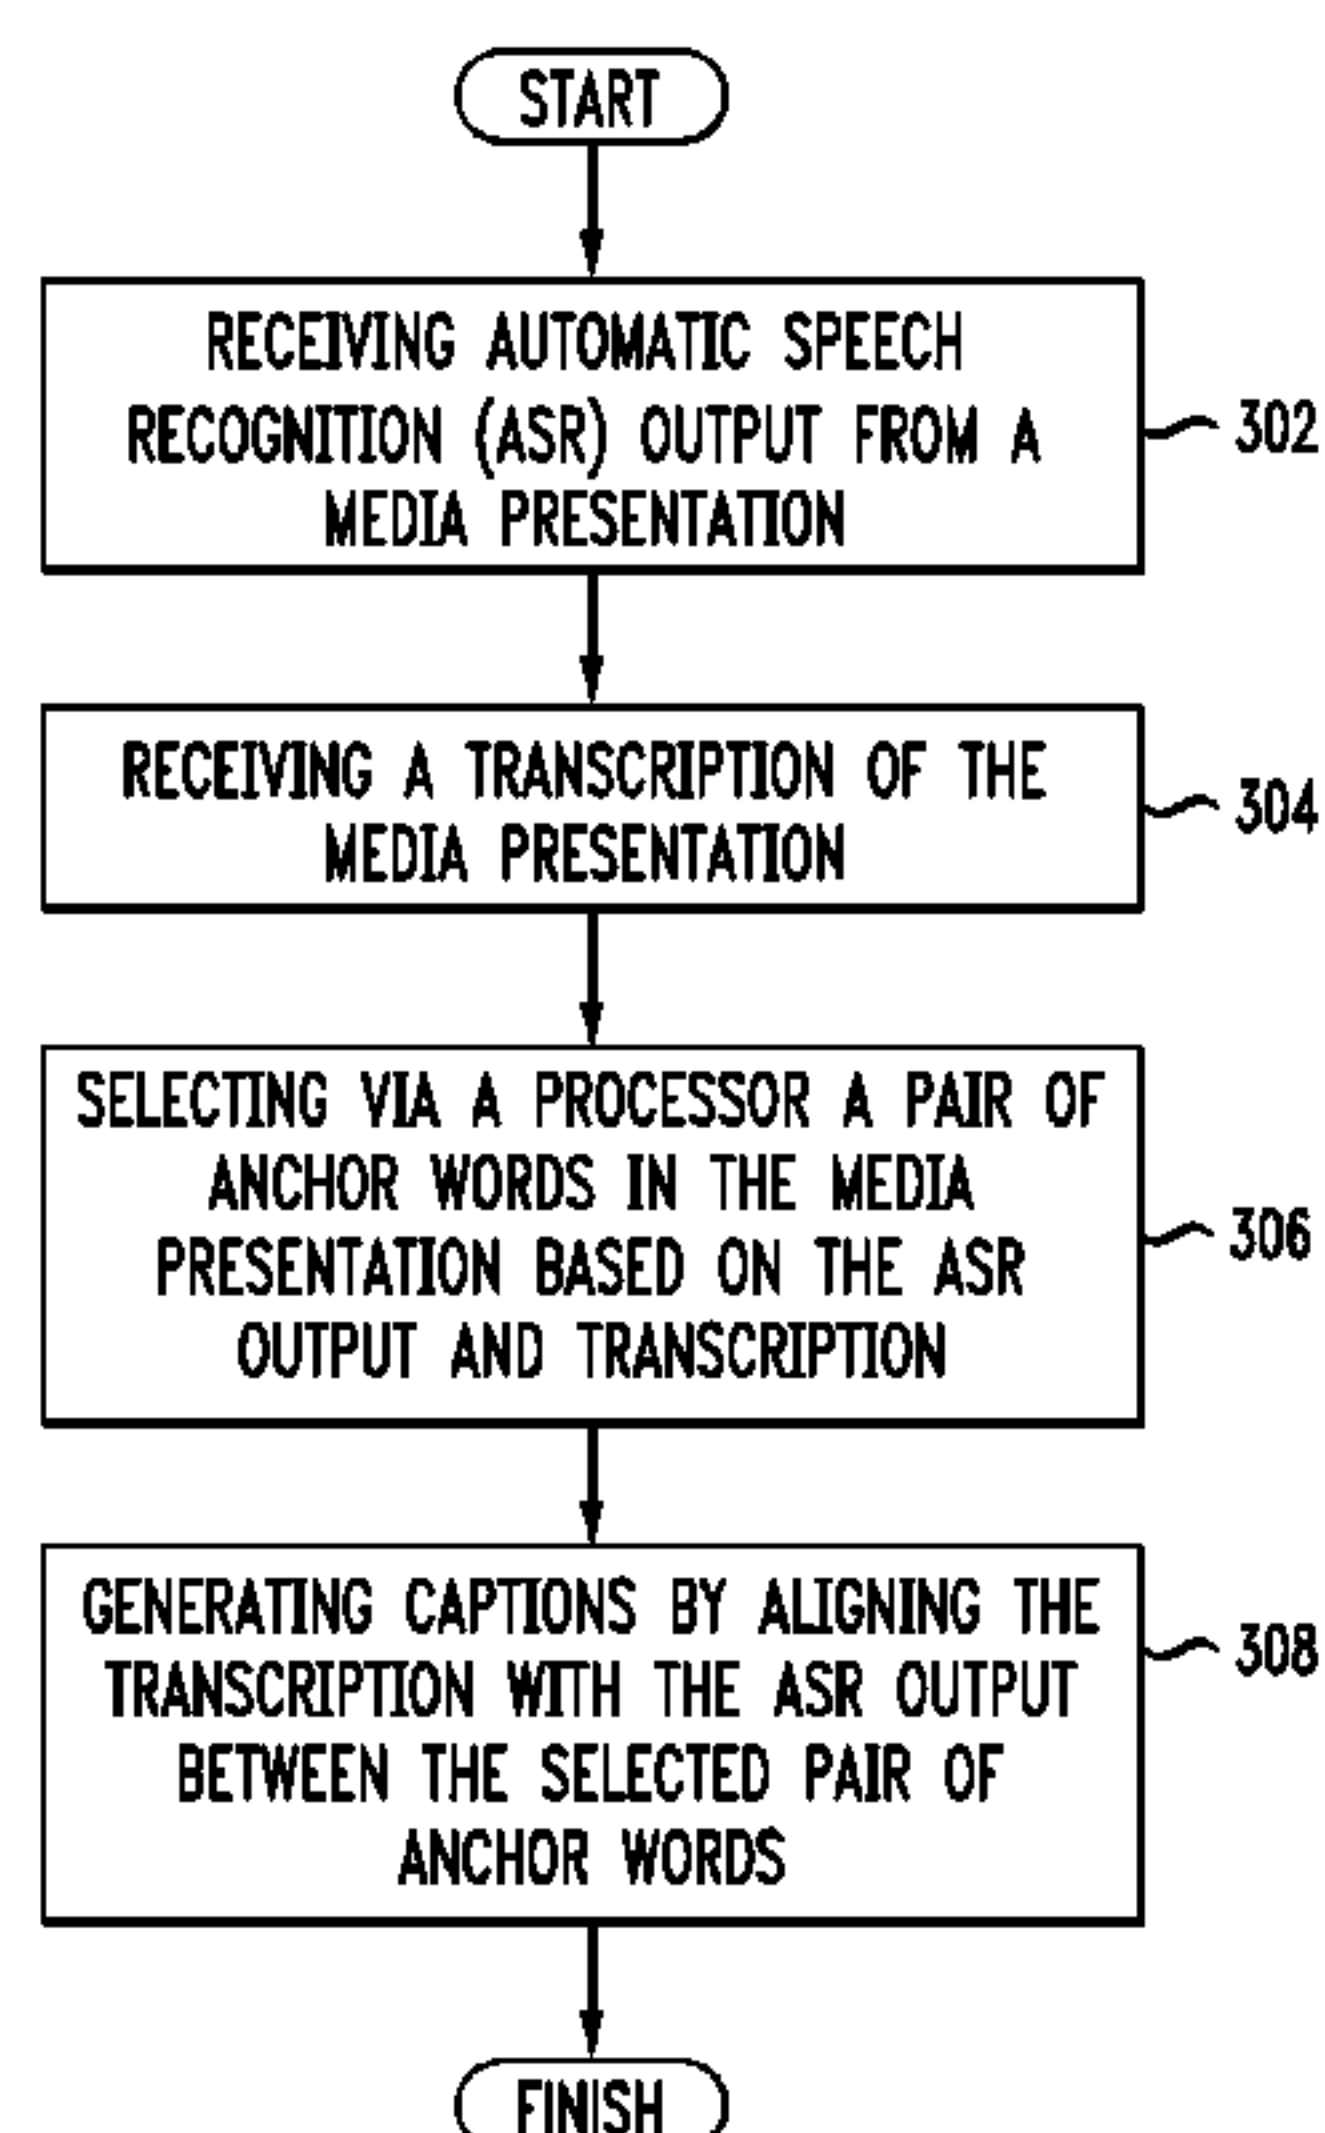 START
RECEIVING AUTOMATIC SPEECH
RECOGNITION (ASR) OUTPUT FROM A
MEDIA PRESENTATION
302
RECEIVING A TRANSCRIPTION OF THE
MEDIA PRESENTATION
304
SELECTING VIA A PROCESSOR A PAIR OF
ANCHOR WORDS IN THE MEDIA
PRESENTATION BASED ON THE ASR
OUTPUT AND TRANSCRIPTION
306
GENERATING CAPTIONS BY ALIGNING THE
TRANSCRIPTION WITH THE ASR OUTPUT
BETWEEN THE SELECTED PAIR OF
ANCHOR WORDS
308
FINISH